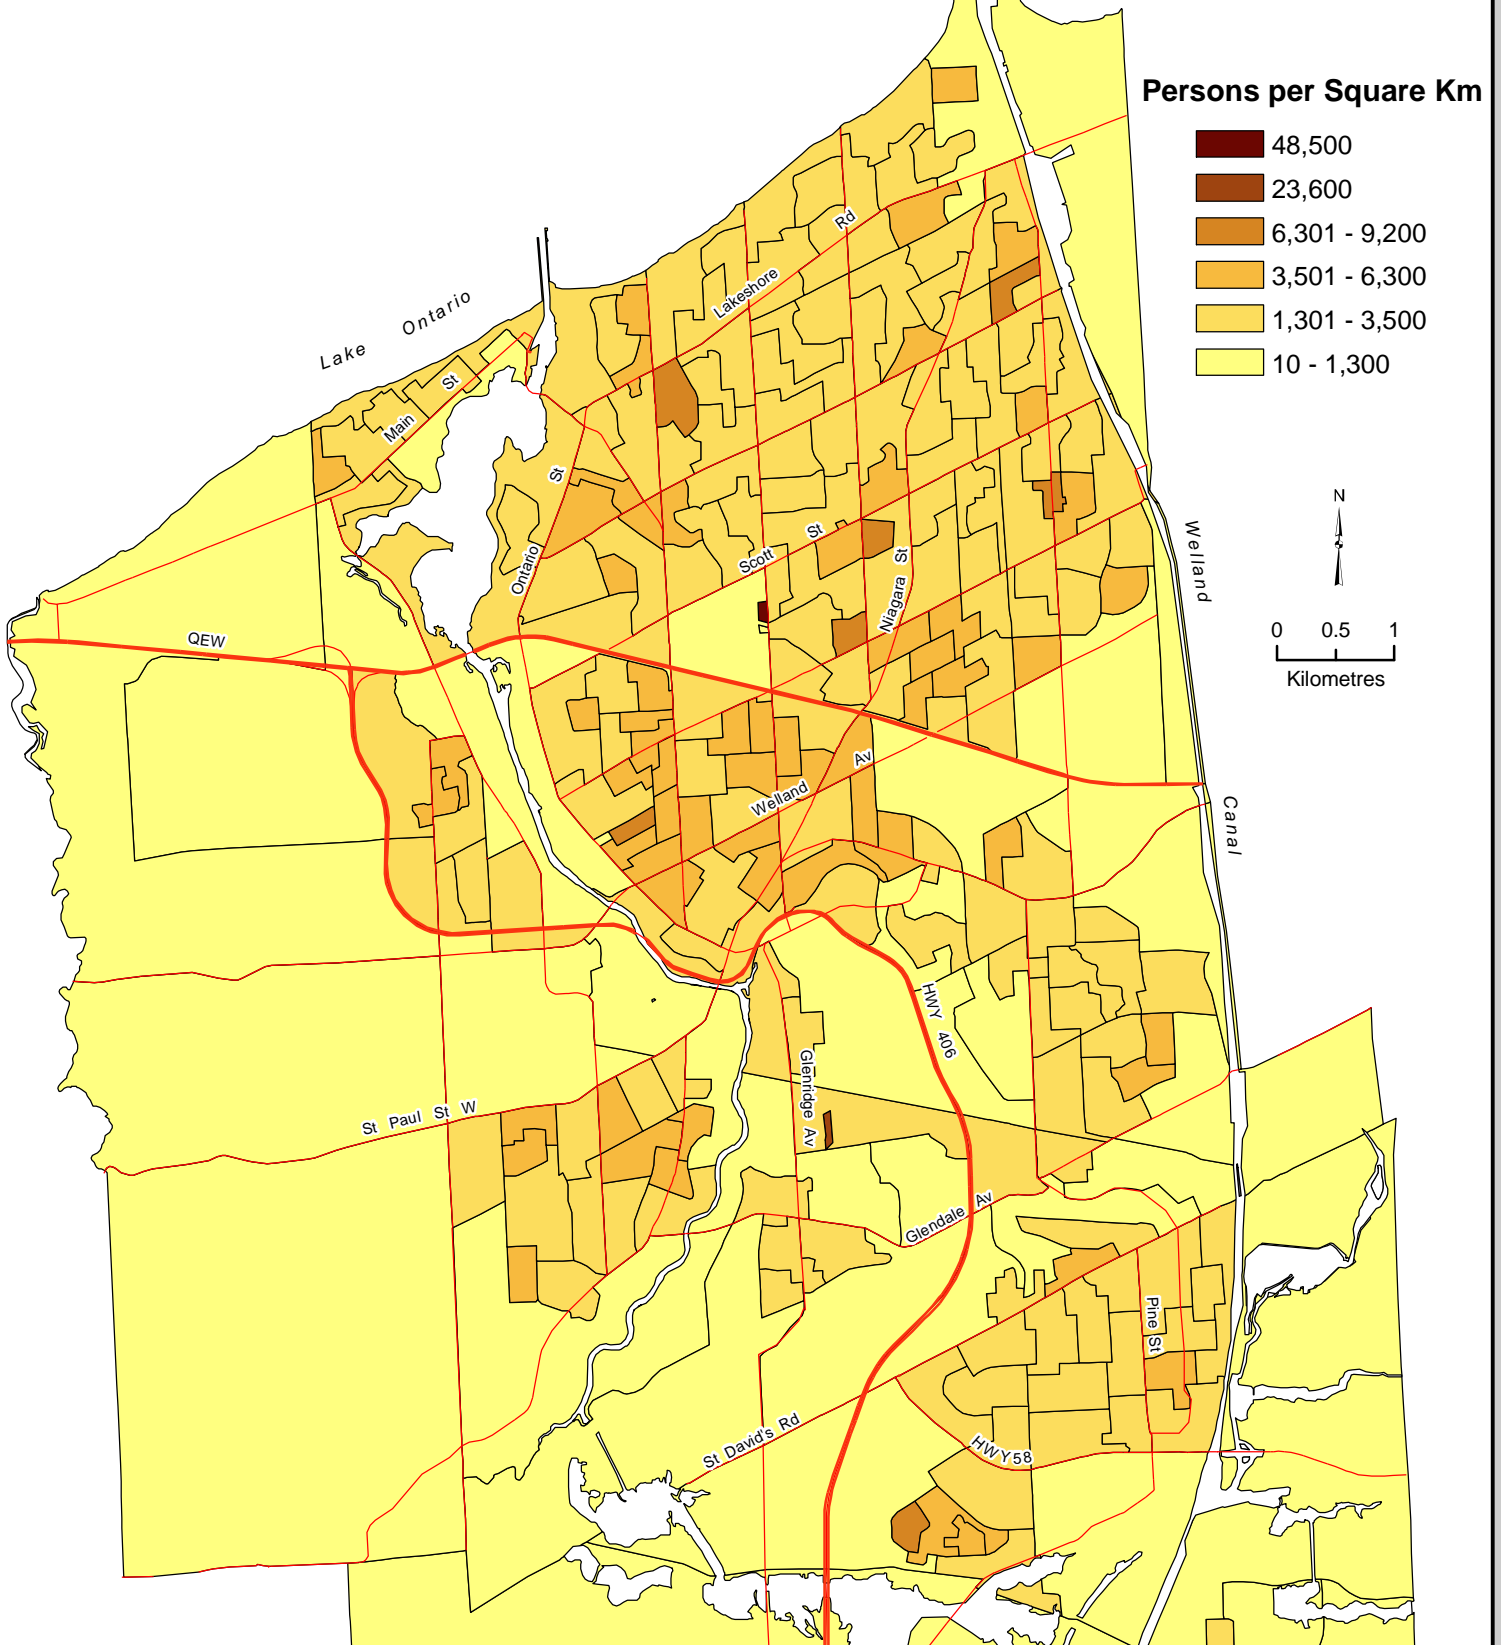 Persons per Square Km
48,500
23,600
6,301 - 9,200
3,501 - 6,300
1,301 - 3,500
10 - 1,300
Lake Ontario
Lakeshore Rd
Main St
Ontario St
Scott St
Niagara St
N
0 0.5 1
Kilometres
Welland Canal
QEW
Welland Av
HWY 406
Glenridge Av
St Paul St W
Glendale Av
Pine St
St David's Rd
HWY58